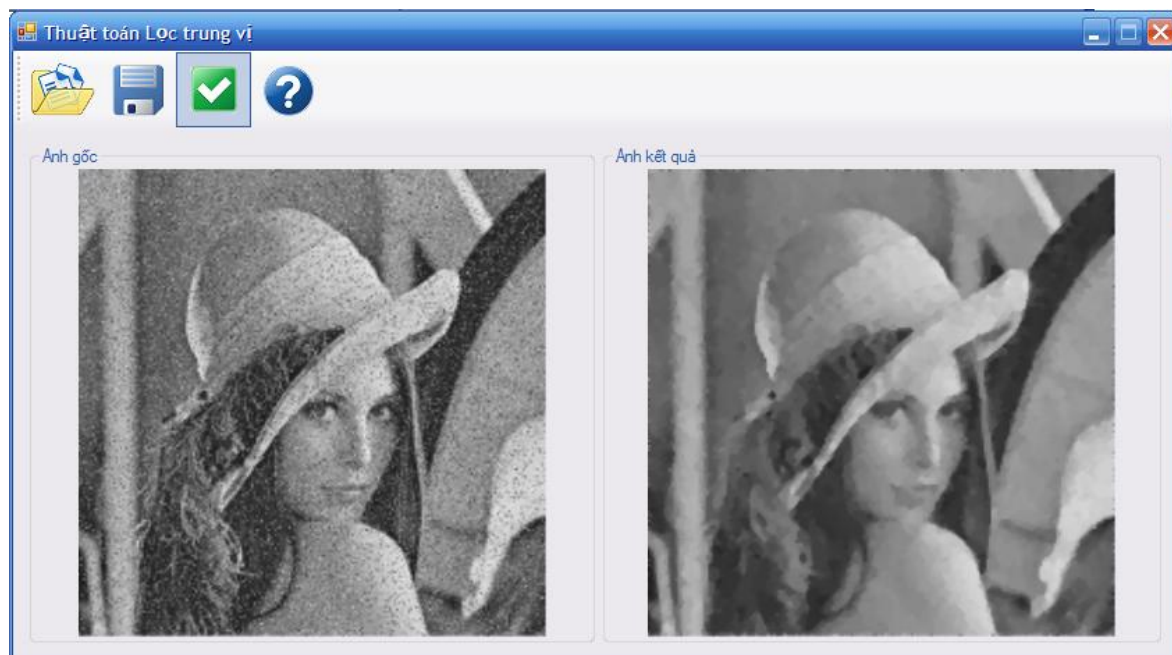 Thuật toán Lọc trung vị
Ảnh gốc
Ảnh kết quả